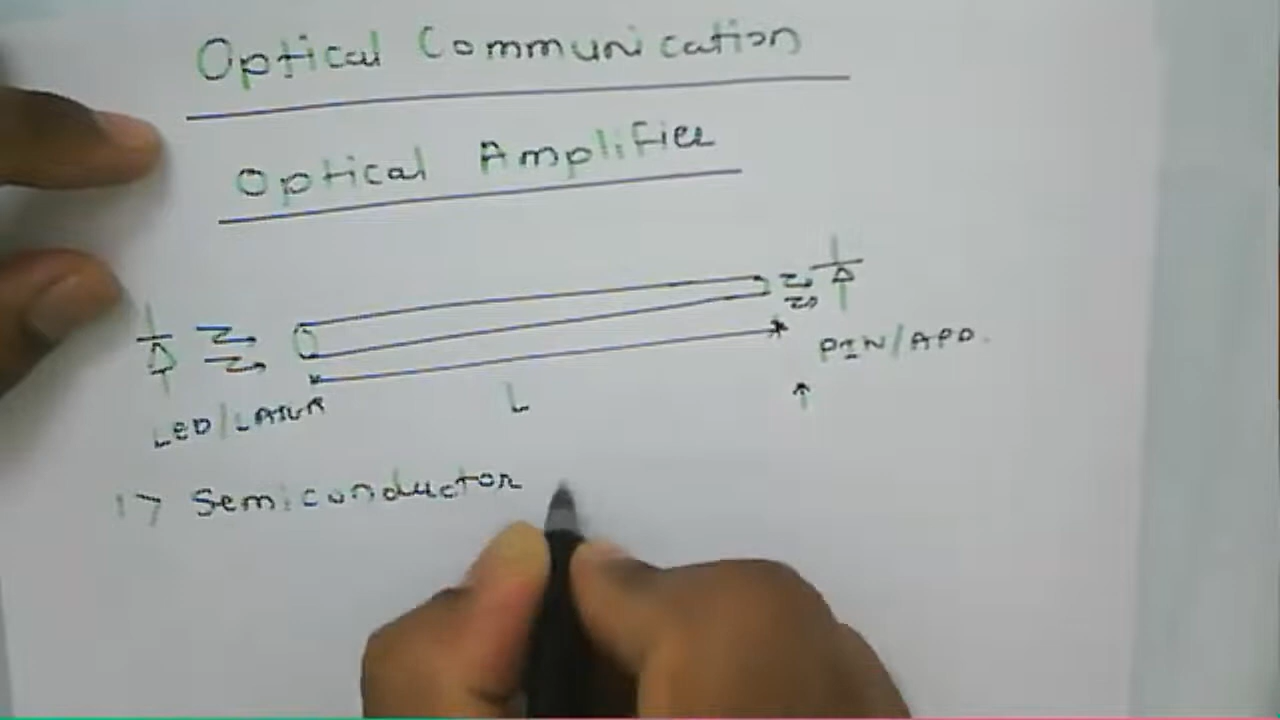 Optical Communication
Optical Amplifier
PIN/APD.
L
LED/LASER
1> Semiconductor